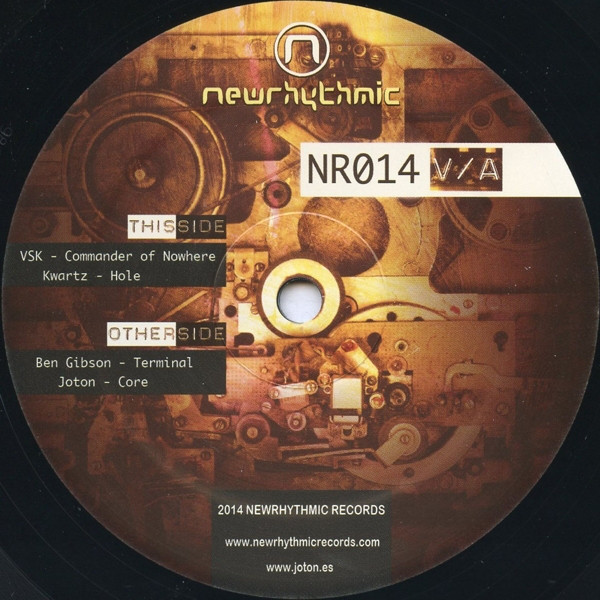 n
newrhythmic
NR014 V/A
THISSIDE
VSK - Commander of Nowhere
Kwartz - Hole
OTHERSIDE
Ben Gibson - Terminal
Joton - Core
2014 NEWRHYTHMIC RECORDS
www.newrhythmicrecords.com
www.joton.es